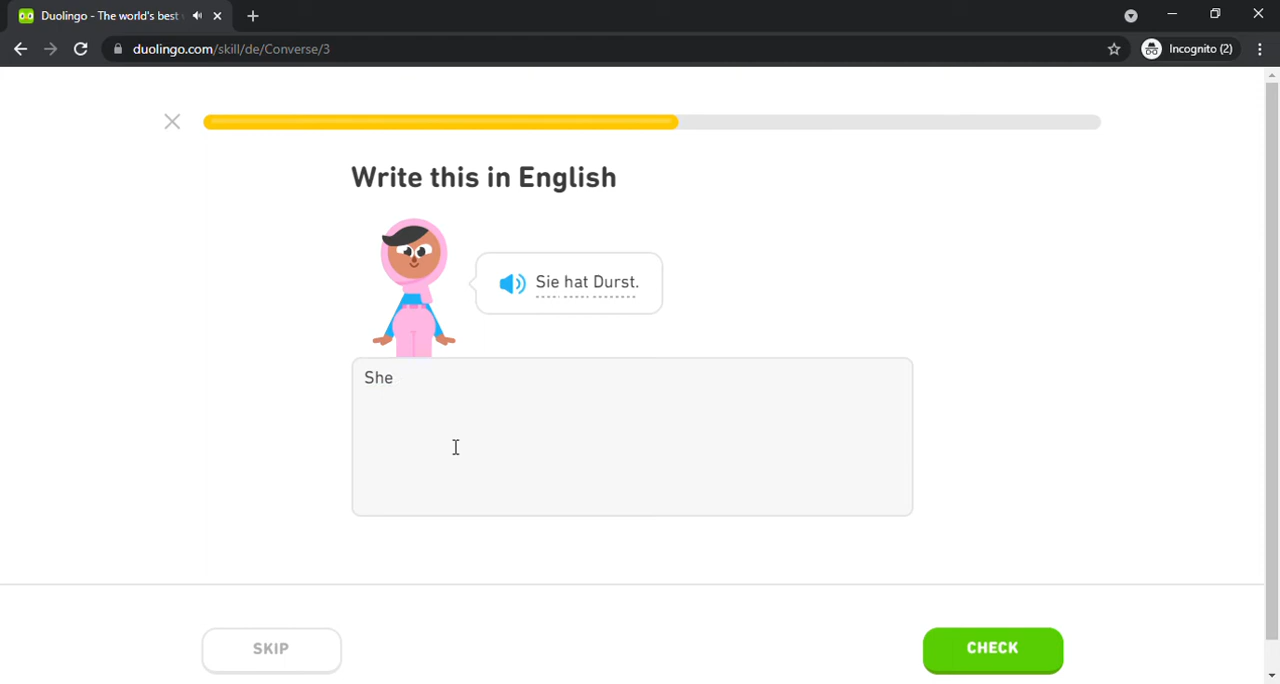 Duolingo - The world's best
duolingo.com/skill/de/Converse/3
Incognito (2)
Write this in English
Sie hat Durst.
She
SKIP
CHECK